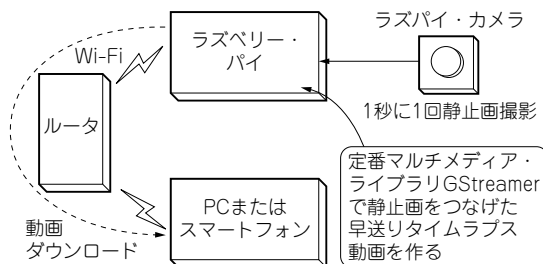 ラズベリー・
パイ
ラズパイ・カメラ
1秒に1回静止画撮影
Wi-Fi
ルータ
PCまたは
スマートフォン
動画
ダウンロード
定番マルチメディア・
ライブラリGStreamer
で静止画をつなげた
早送りタイムラプス
動画を作る